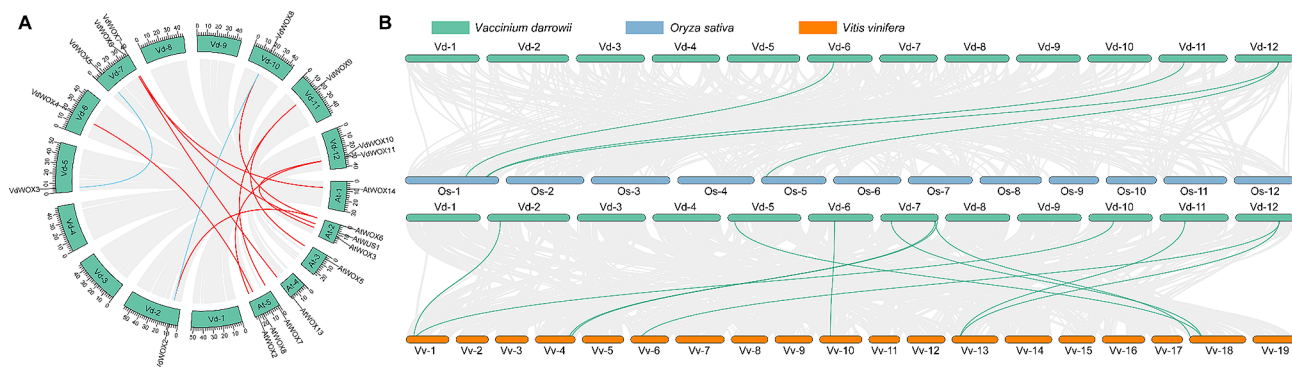 A
B
Vaccinium darrowii
Oryza sativa
Vitis vinifera
Vd-8
Vd-9
Vd-10
VdWOX8
Vd-11
VdWOX9
Vd-12
VdWOX10
VdWOX11
At-1
AtWOX14
At-2
AtWOX6
AtWUS1
AtWOX3
At-3
AtWOX5
At-4
AtWOX13
At-5
AtWOX7
AtWOX8
AtWOX2
Vd-1
Vd-2
dWOX2
Vd-3
Vd-4
Vd-5
VdWOX3
Vd-6
VdWOX4
Vd-7
VdWOX5
VdWOX6
VdWOX7
Vd-1 Vd-2 Vd-3 Vd-4 Vd-5 Vd-6 Vd-7 Vd-8 Vd-9 Vd-10 Vd-11 Vd-12
Os-1 Os-2 Os-3 Os-4 Os-5 Os-6 Os-7 Os-8 Os-9 Os-10 Os-11 Os-12
Vd-1 Vd-2 Vd-3 Vd-4 Vd-5 Vd-6 Vd-7 Vd-8 Vd-9 Vd-10 Vd-11 Vd-12
Vv-1 Vv-2 Vv-3 Vv-4 Vv-5 Vv-6 Vv-7 Vv-8 Vv-9 Vv-10 Vv-11 Vv-12 Vv-13 Vv-14 Vv-15 Vv-16 Vv-17 Vv-18 Vv-19